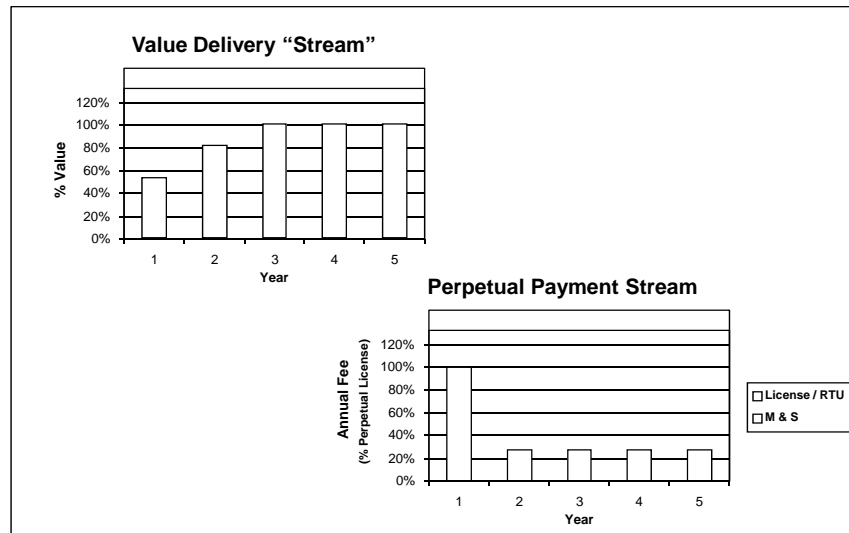 Value Delivery “Stream”
120%
100%
80%
60%
40%
20%
0%
% Value
1 2 3 4 5
Year
Perpetual Payment Stream
120%
100%
80%
60%
40%
20%
0%
Annual Fee
(% Perpetual License)
1 2 3 4 5
Year
License / RTU
M & S